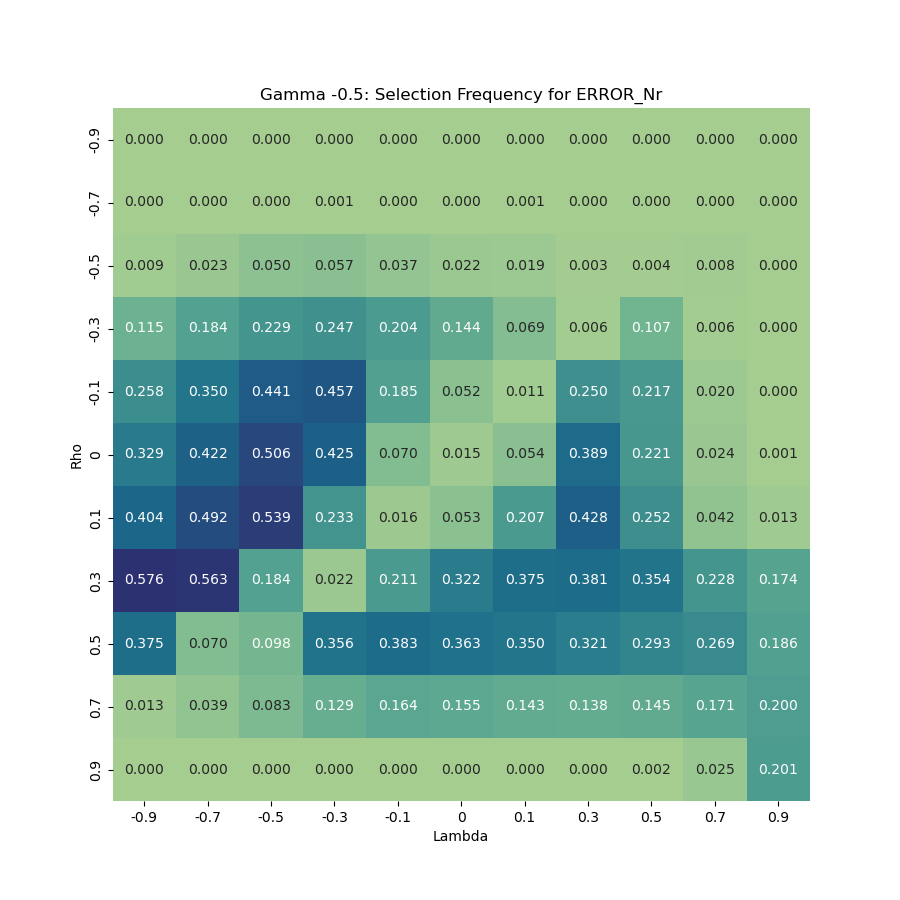 Gamma -0.5: Selection Frequency for ERROR_Nr
-0.9 0.000 0.000 0.000 0.000 0.000 0.000 0.000 0.000 0.000 0.000 0.000
-0.7 0.000 0.000 0.000 0.001 0.000 0.000 0.001 0.000 0.000 0.000 0.000
-0.5 0.009 0.023 0.050 0.057 0.037 0.022 0.019 0.003 0.004 0.008 0.000
-0.3 0.115 0.184 0.229 0.247 0.204 0.144 0.069 0.006 0.107 0.006 0.000
-0.1 0.258 0.350 0.441 0.457 0.185 0.052 0.011 0.250 0.217 0.020 0.000
Rho
0 0.329 0.422 0.506 0.425 0.070 0.015 0.054 0.389 0.221 0.024 0.001
0.1 0.404 0.492 0.539 0.233 0.016 0.053 0.207 0.428 0.252 0.042 0.013
0.3 0.576 0.563 0.184 0.022 0.211 0.322 0.375 0.381 0.354 0.228 0.174
0.5 0.375 0.070 0.098 0.356 0.383 0.363 0.350 0.321 0.293 0.269 0.186
0.7 0.013 0.039 0.083 0.129 0.164 0.155 0.143 0.138 0.145 0.171 0.200
0.9 0.000 0.000 0.000 0.000 0.000 0.000 0.000 0.000 0.002 0.025 0.201
-0.9 -0.7 -0.5 -0.3 -0.1 0 0.1 0.3 0.5 0.7 0.9
Lambda